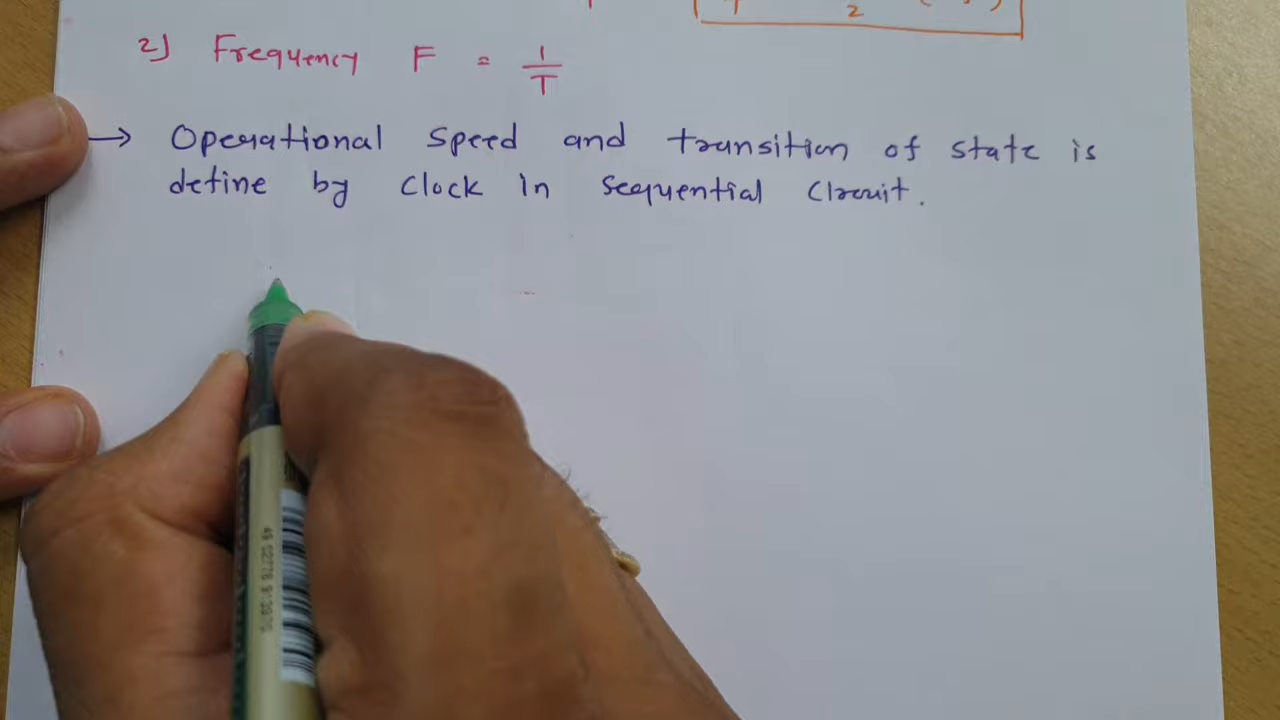 2) Frequency F = 1/T
→ Operational speed and transition of state is
define by clock in sequential circuit.